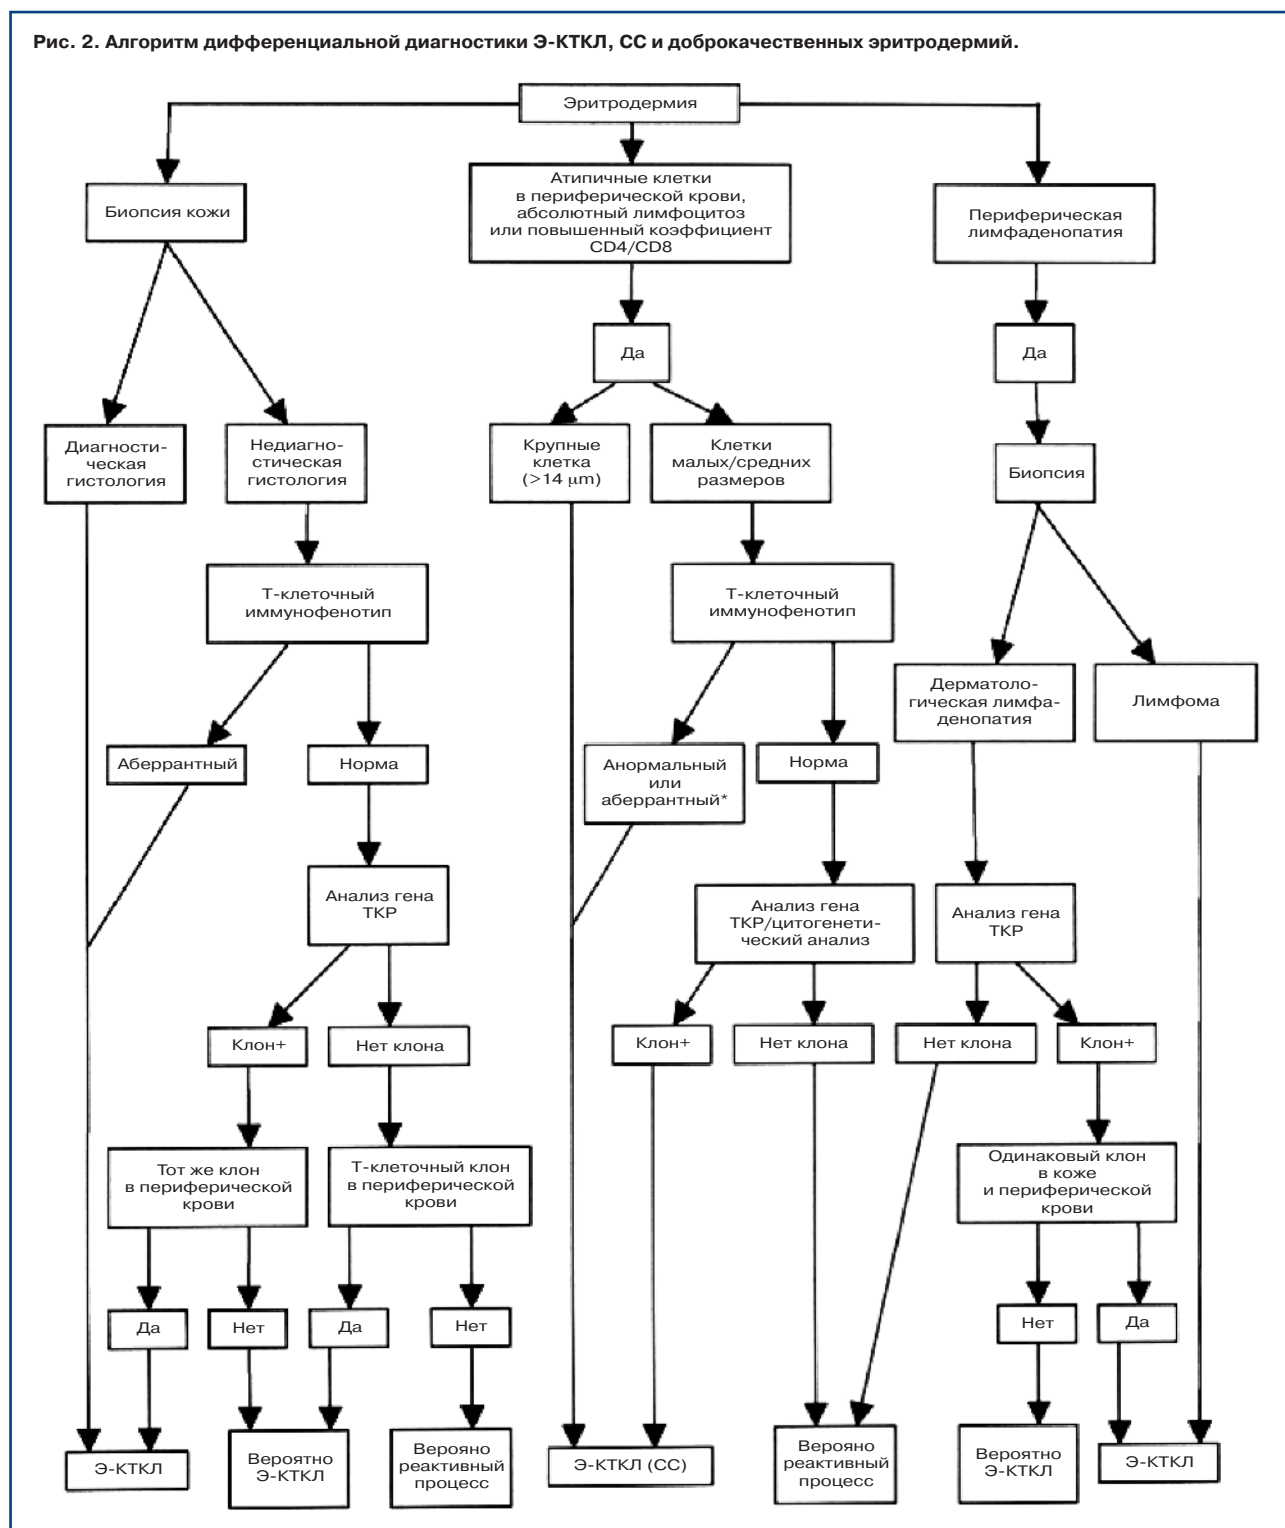 Рис. 2. Алгоритм дифференциальной диагностики Э-КТКЛ, СС и доброкачественных эритродермий.
Эритродермия
Биопсия кожи
Атипичные клетки
в периферической крови,
абсолютный лимфоцитоз
или повышенный коэффициент
CD4/CD8
Периферическая
лимфаденопатия
Да
Да
Диагности-
ческая
гистология
Недиагно-
стическая
гистология
Крупные
клетка
(>14 μm)
Клетки
малых/средних
размеров
Биопсия
Т-клеточный
иммунофенотип
Т-клеточный
иммунофенотип
Дерматоло-
гическая лимфа-
денопатия
Лимфома
Аберрантный
Норма
Анормальный
или
аберрантный*
Норма
Анализ гена
ТКР
Анализ гена
ТКР/цитогенети-
ческий анализ
Анализ гена
ТКР
Клон+
Нет клона
Клон+
Нет клона
Нет клона
Клон+
Тот же клон
в периферической
крови
Т-клеточный клон
в периферической
крови
Одинаковый клон
в коже
и периферической
крови
Да
Нет
Да
Нет
Нет
Да
Э-КТКЛ
Вероятно
Э-КТКЛ
Верояно
реактивный
процесс
Э-КТКЛ (СС)
Верояно
реактивный
процесс
Вероятно
Э-КТКЛ
Э-КТКЛ